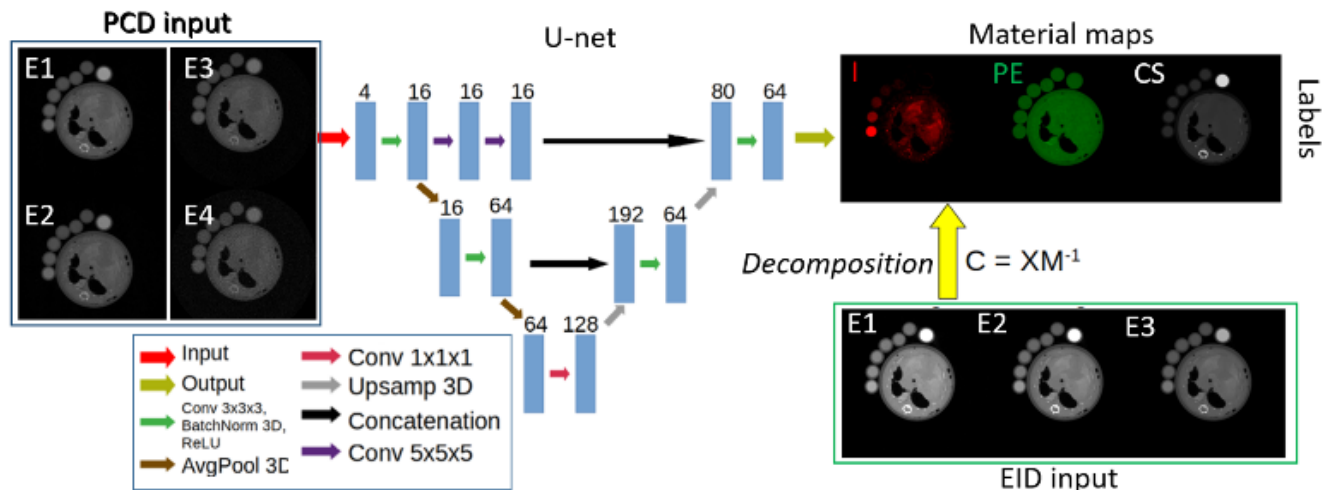 PCD input
E1
E3
E2
E4
U-net
4
16
16
16
80
64
16
64
192
64
64
128
Input
Output
Conv 3x3x3,
BatchNorm 3D,
ReLU
AvgPool 3D
Conv 1x1x1
Upsamp 3D
Concatenation
Conv 5x5x5
Material maps
I
PE
CS
Labels
Decomposition
C = XM⁻¹
E1
E2
E3
EID input